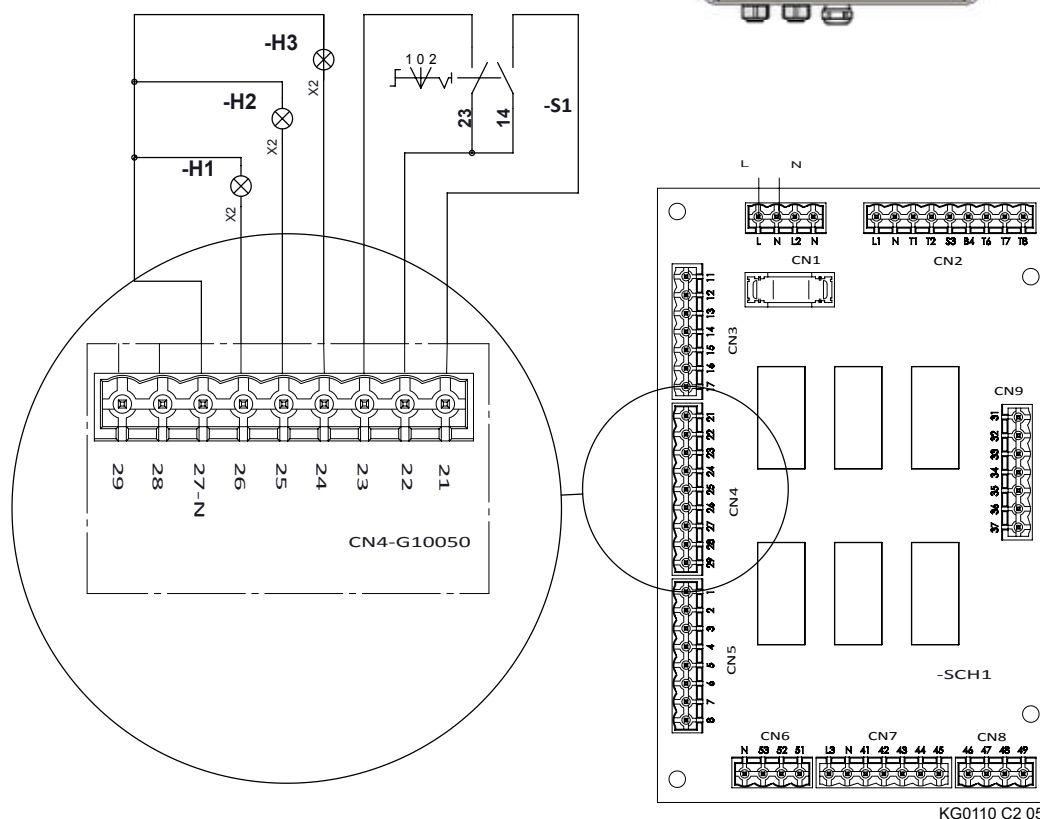 -H3
X2
-H2
X2
-H1
X2
1 0 2
23
14
-S1
29
28
27-N
26
25
24
23
22
21
CN4-G10050
L N
L N L2 N
CN1
L1 N T1 T2 S3 B4 T6 T7 T8
CN2
11
12
13
14
15
16
17
CN3
21
22
23
24
25
26
27
28
29
CN4
1
2
3
4
5
6
7
8
CN5
CN9
31
32
33
34
35
36
37
-SCH1
CN6
N 53 52 51
CN7
L3 N 41 42 43 44 45
CN8
46 47 48 49
KG0110 C2 05